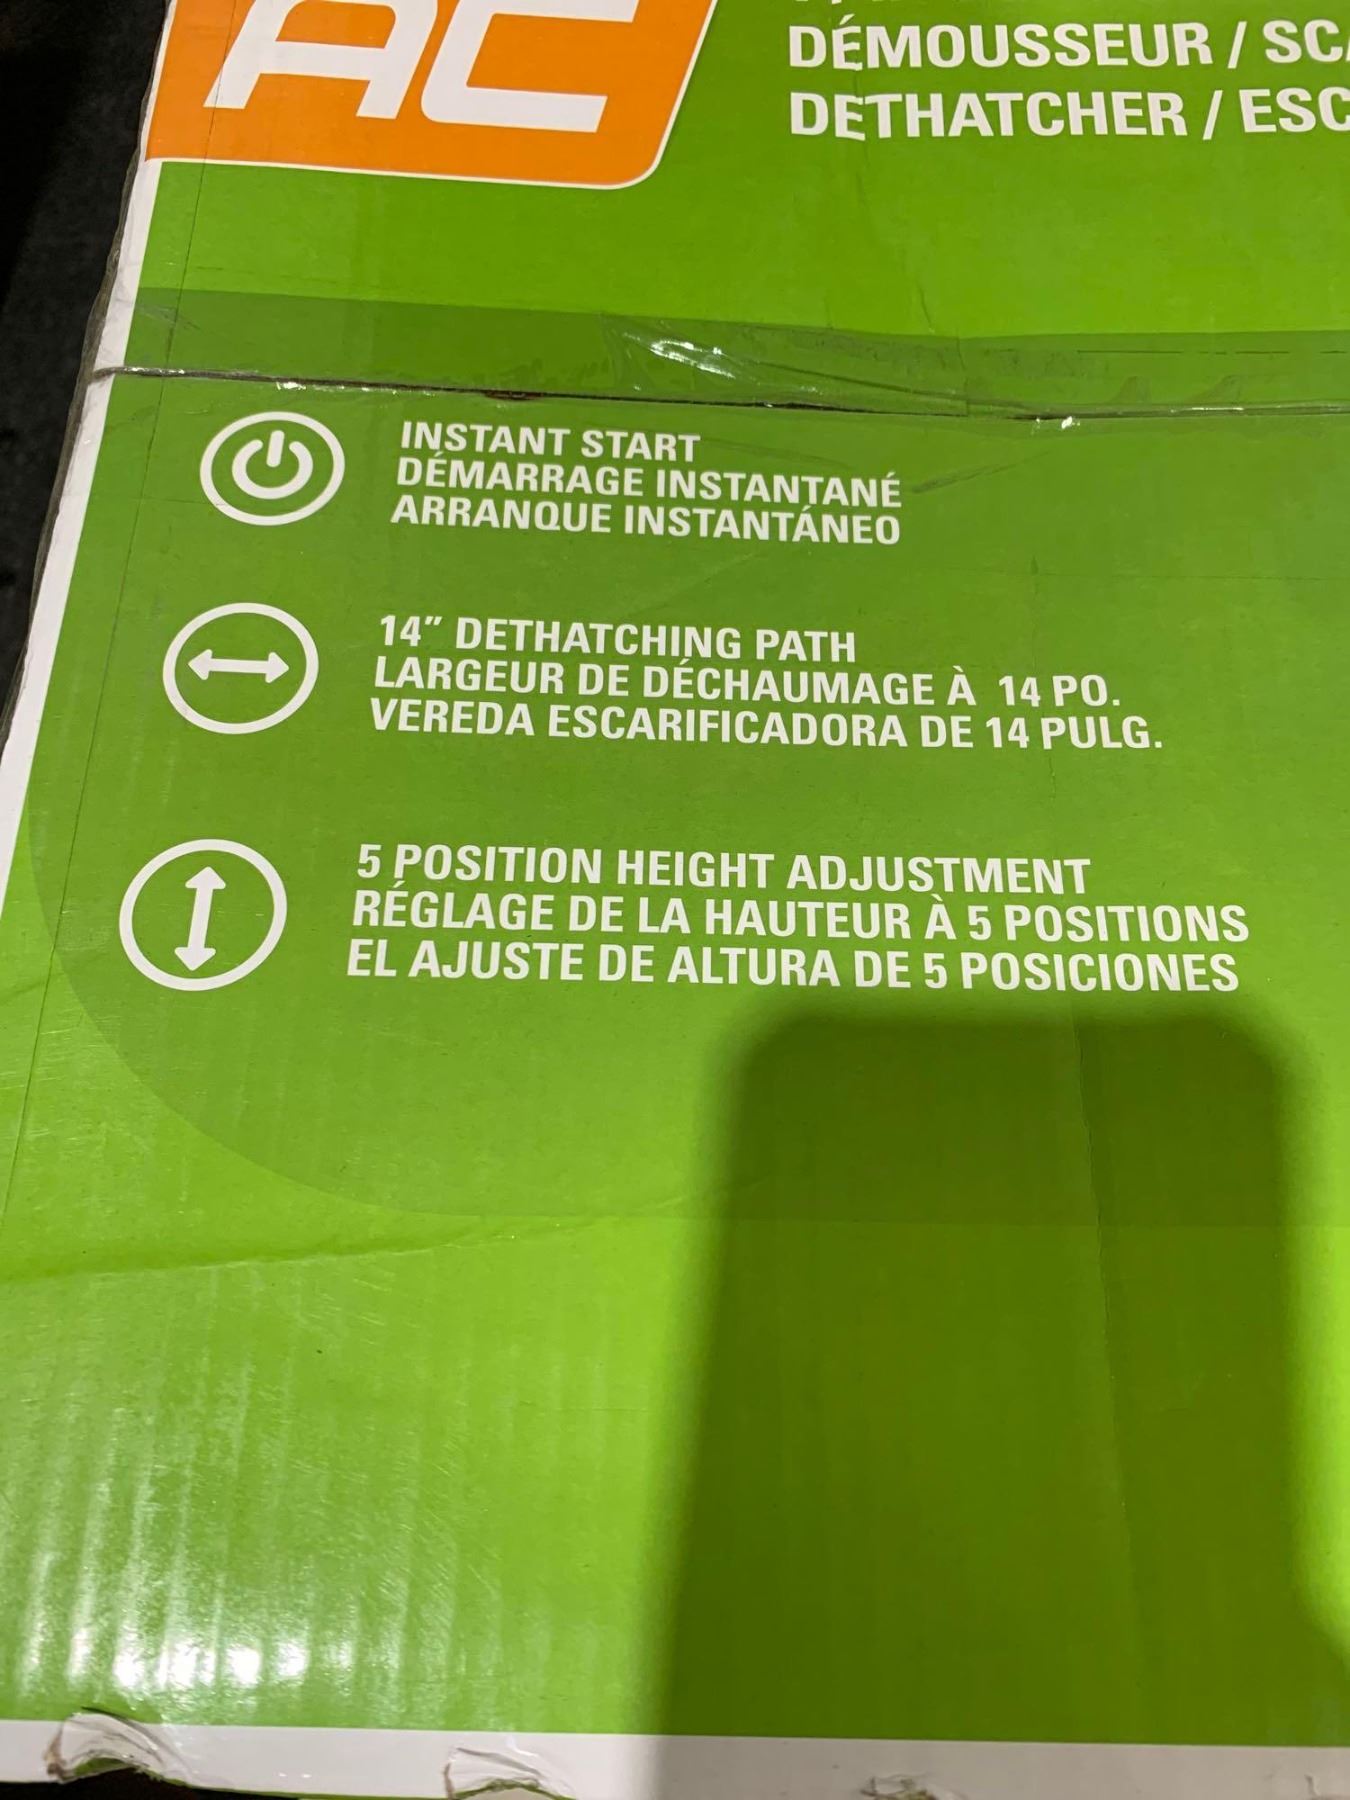 AC
DÉMOUSSEUR /
DETHATCHER /
INSTANT START
DÉMARRAGE INSTANTANÉ
ARRANQUE INSTANTÁNEO
14" DETHATCHING PATH
LARGEUR DE DÉCHAUMAGE À 14 PO.
VEREDA ESCARIFICADORA DE 14 PULG.
5 POSITION HEIGHT ADJUSTMENT
RÉGLAGE DE LA HAUTEUR À 5 POSITIONS
EL AJUSTE DE ALTURA DE 5 POSICIONES